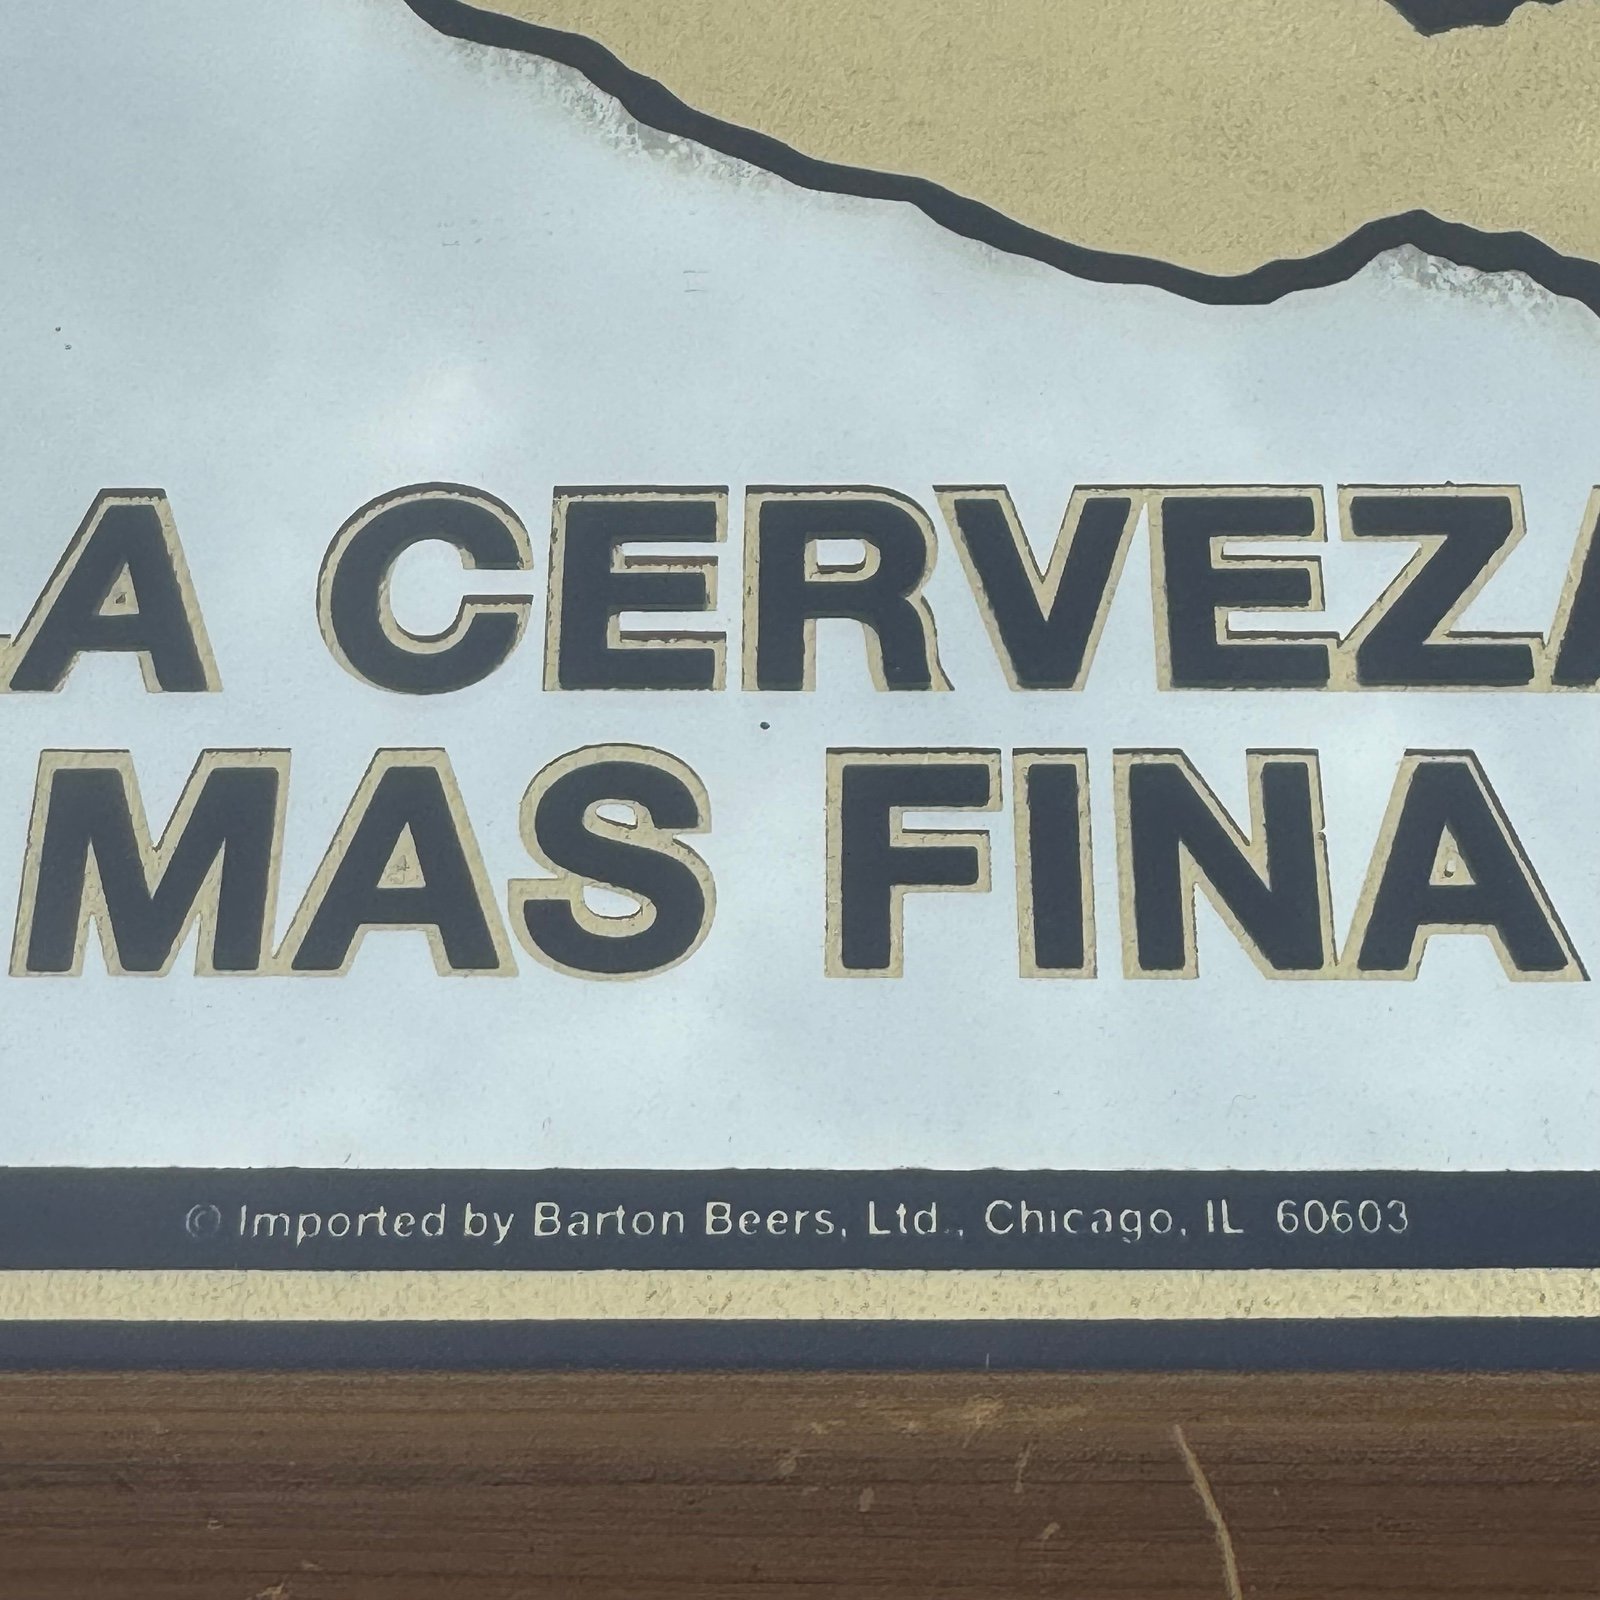 LA CERVEZA
MAS FINA
© Imported by Barton Beers, Ltd., Chicago, IL 60603